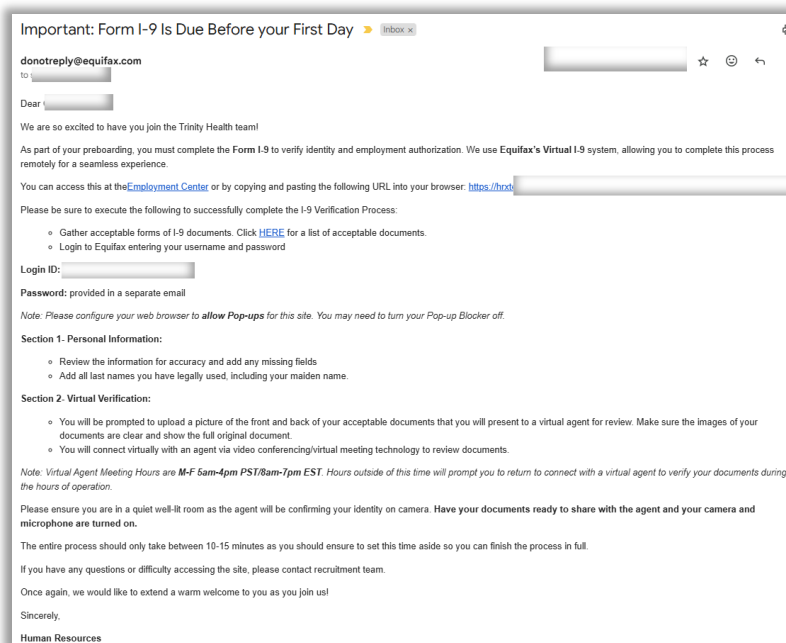 Important: Form I-9 Is Due Before your First Day
Inbox ×
donotreply@equifax.com
to
Dear
We are so excited to have you join the Trinity Health team!
As part of your preboarding, you must complete the Form I-9 to verify identity and employment authorization. We use Equifax's Virtual I-9 system, allowing you to complete this process
remotely for a seamless experience.
You can access this at theEmployment Center or by copying and pasting the following URL into your browser: https://hrxte
Please be sure to execute the following to successfully complete the I-9 Verification Process:
Gather acceptable forms of I-9 documents. Click HERE for a list of acceptable documents.
Login to Equifax entering your username and password
Login ID:
Password: provided in a separate email
Note: Please configure your web browser to allow Pop-ups for this site. You may need to turn your Pop-up Blocker off.
Section 1- Personal Information:
Review the information for accuracy and add any missing fields
Add all last names you have legally used, including your maiden name.
Section 2- Virtual Verification:
You will be prompted to upload a picture of the front and back of your acceptable documents that you will present to a virtual agent for review. Make sure the images of your
documents are clear and show the full original document.
You will connect virtually with an agent via video conferencing/virtual meeting technology to review documents.
Note: Virtual Agent Meeting Hours are M-F 5am-4pm PST/8am-7pm EST. Hours outside of this time will prompt you to return to connect with a virtual agent to verify your documents during
the hours of operation.
Please ensure you are in a quiet well-lit room as the agent will be confirming your identity on camera. Have your documents ready to share with the agent and your camera and
microphone are turned on.
The entire process should only take between 10-15 minutes as you should ensure to set this time aside so you can finish the process in full.
If you have any questions or difficulty accessing the site, please contact recruitment team.
Once again, we would like to extend a warm welcome to you as you join us!
Sincerely,
Human Resources